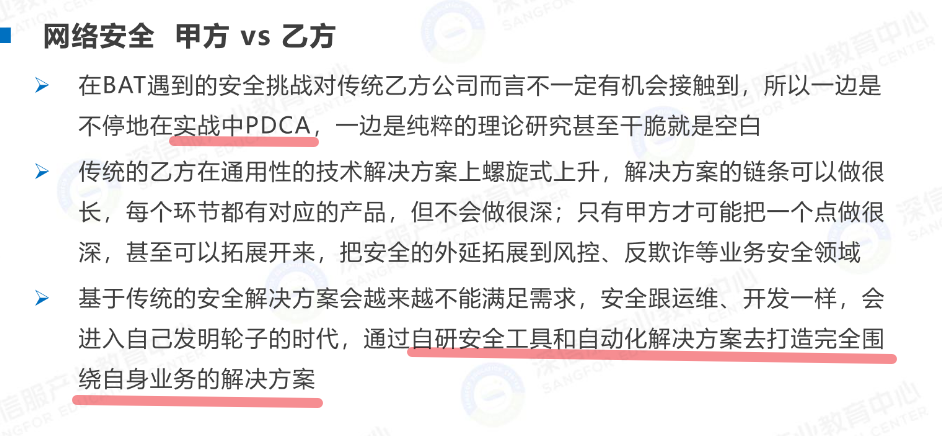 网络安全 甲方 vs 乙方
在BAT遇到的安全挑战对传统乙方公司而言不一定有机会接触到，所以一边是
不停地在实战中PDCA，一边是纯粹的理论研究甚至干脆就是空白
传统的乙方在通用性的技术解决方案上螺旋式上升，解决方案的链条可以做很
长，每个环节都有对应的产品，但不会做很深；只有甲方才可能把一个点做很
深，甚至可以拓展开来，把安全的外延拓展到风控、反欺诈等业务安全领域
基于传统的安全解决方案会越来越不能满足需求，安全跟运维、开发一样，会
进入自己发明轮子的时代，通过自研安全工具和自动化解决方案去打造完全围
绕自身业务的解决方案
深信服产业教育中心
SANGFOR EDUCATION CENTER